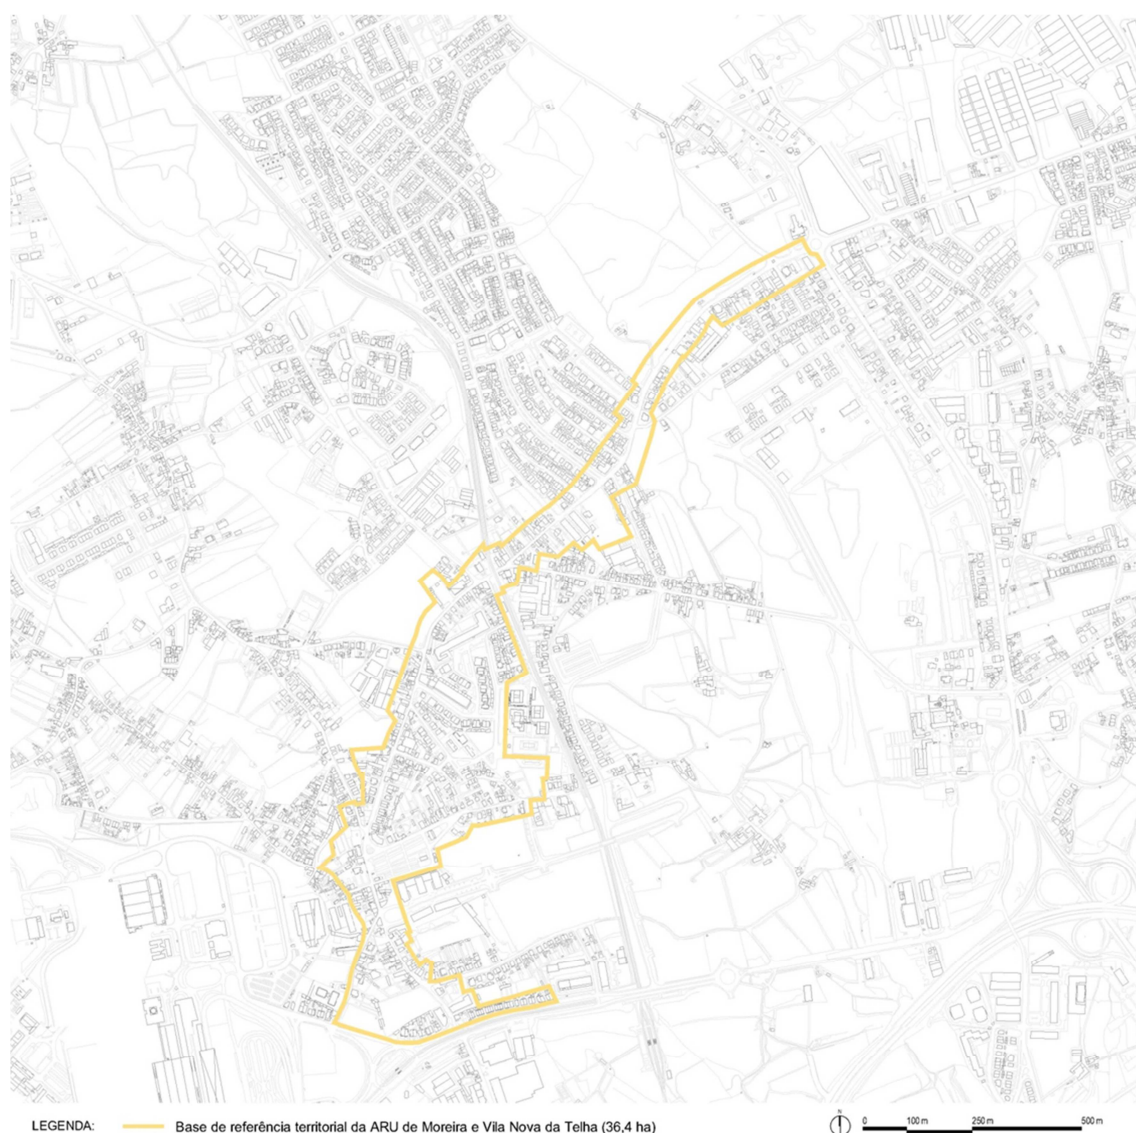 LEGENDA: Base de referência territorial da ARU de Moreira e Vila Nova da Telha (36,4 ha)
N
0 100 m 250 m 500 m